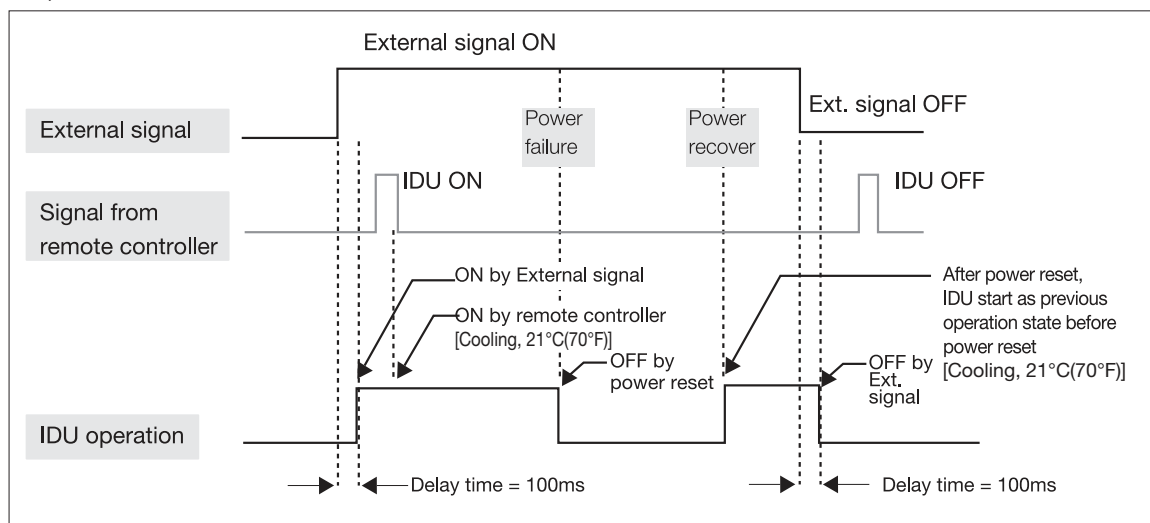 External signal ON
External signal
Power
failure
Power
recover
Ext. signal OFF
Signal from
remote controller
IDU ON
IDU OFF
ON by External signal
ON by remote controller
[Cooling, 21°C(70°F)]
OFF by
power reset
After power reset,
IDU start as previous
operation state before
power reset
[Cooling, 21°C(70°F)]
OFF by
Ext.
signal
IDU operation
Delay time = 100ms
Delay time = 100ms